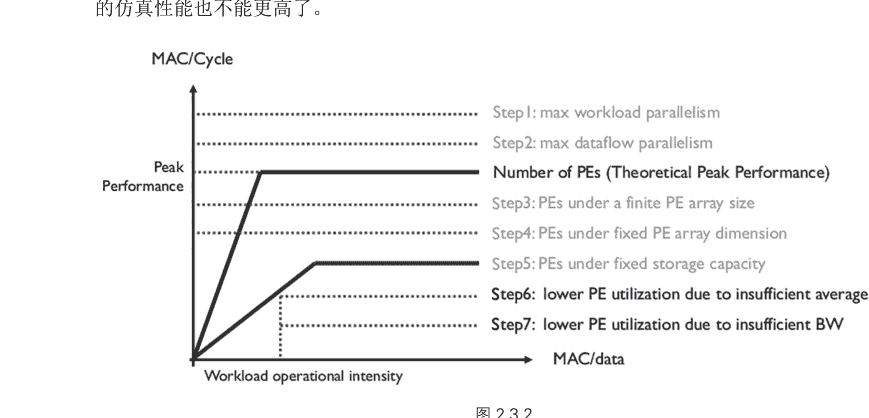 的仿真性能也不能更高了。
MAC/Cycle
Step1: max workload parallelism
Step2: max dataflow parallelism
Peak
Performance
Number of PEs (Theoretical Peak Performance)
Step3: PEs under a finite PE array size
Step4: PEs under fixed PE array dimension
Step5: PEs under fixed storage capacity
Step6: lower PE utilization due to insufficient average
Step7: lower PE utilization due to insufficient BW
MAC/data
Workload operational intensity
图 2.3.2